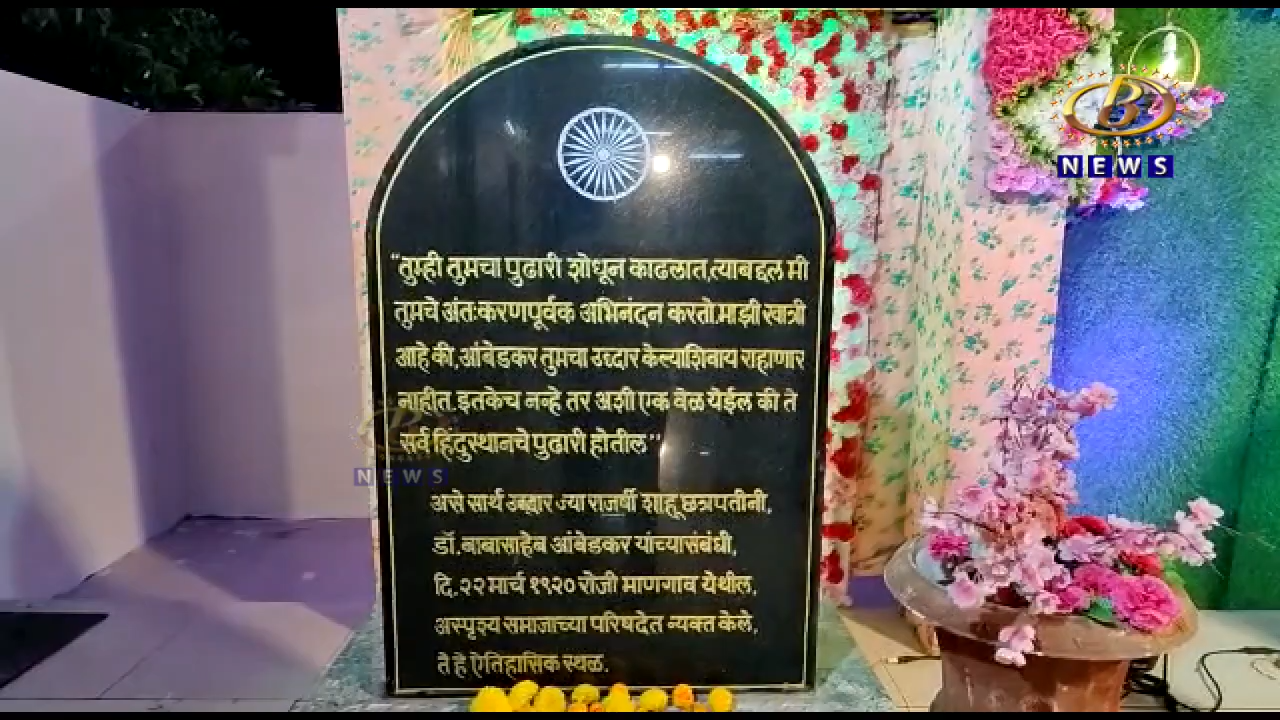 B
NEWS
"तुम्ही तुमचा पुढारी शोधून काढलात,त्याबद्दल मी
तुमचे अंतःकरणपूर्वक अभिनंदन करतो.माझी खात्री
आहे की,आंबेडकर तुमचा उध्दार केल्याशिवाय राहाणार
नाहीत.इतकेच नव्हे तर अशी एक वेळ येईल की ते
सर्व हिंदुस्थानचे पुढारी होतील"
NEWS
असे सार्थ उद्गार ज्या राजर्षी शाहू छत्रपतींनी,
डॉ.बाबासाहेब आंबेडकर यांच्यासंबंधी,
दि.२२ मार्च १९२० रोजी माणगाव येथील,
अस्पृश्य समाजाच्या परिषदेत व्यक्त केले,
ते हे ऐतिहासिक स्थळ.